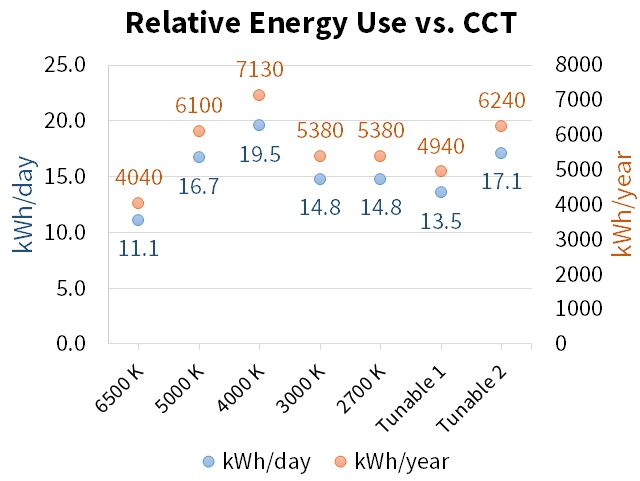 Relative Energy Use vs. CCT
25.0
20.0
15.0
10.0
5.0
0.0
kWh/day
8000
7000
6000
5000
4000
3000
2000
1000
0
kWh/year
4040
6100
7130
5380
5380
4940
6240
11.1
16.7
19.5
14.8
14.8
13.5
17.1
6500 K
5000 K
4000 K
3000 K
2700 K
Tunable 1
Tunable 2
kWh/day
kWh/year